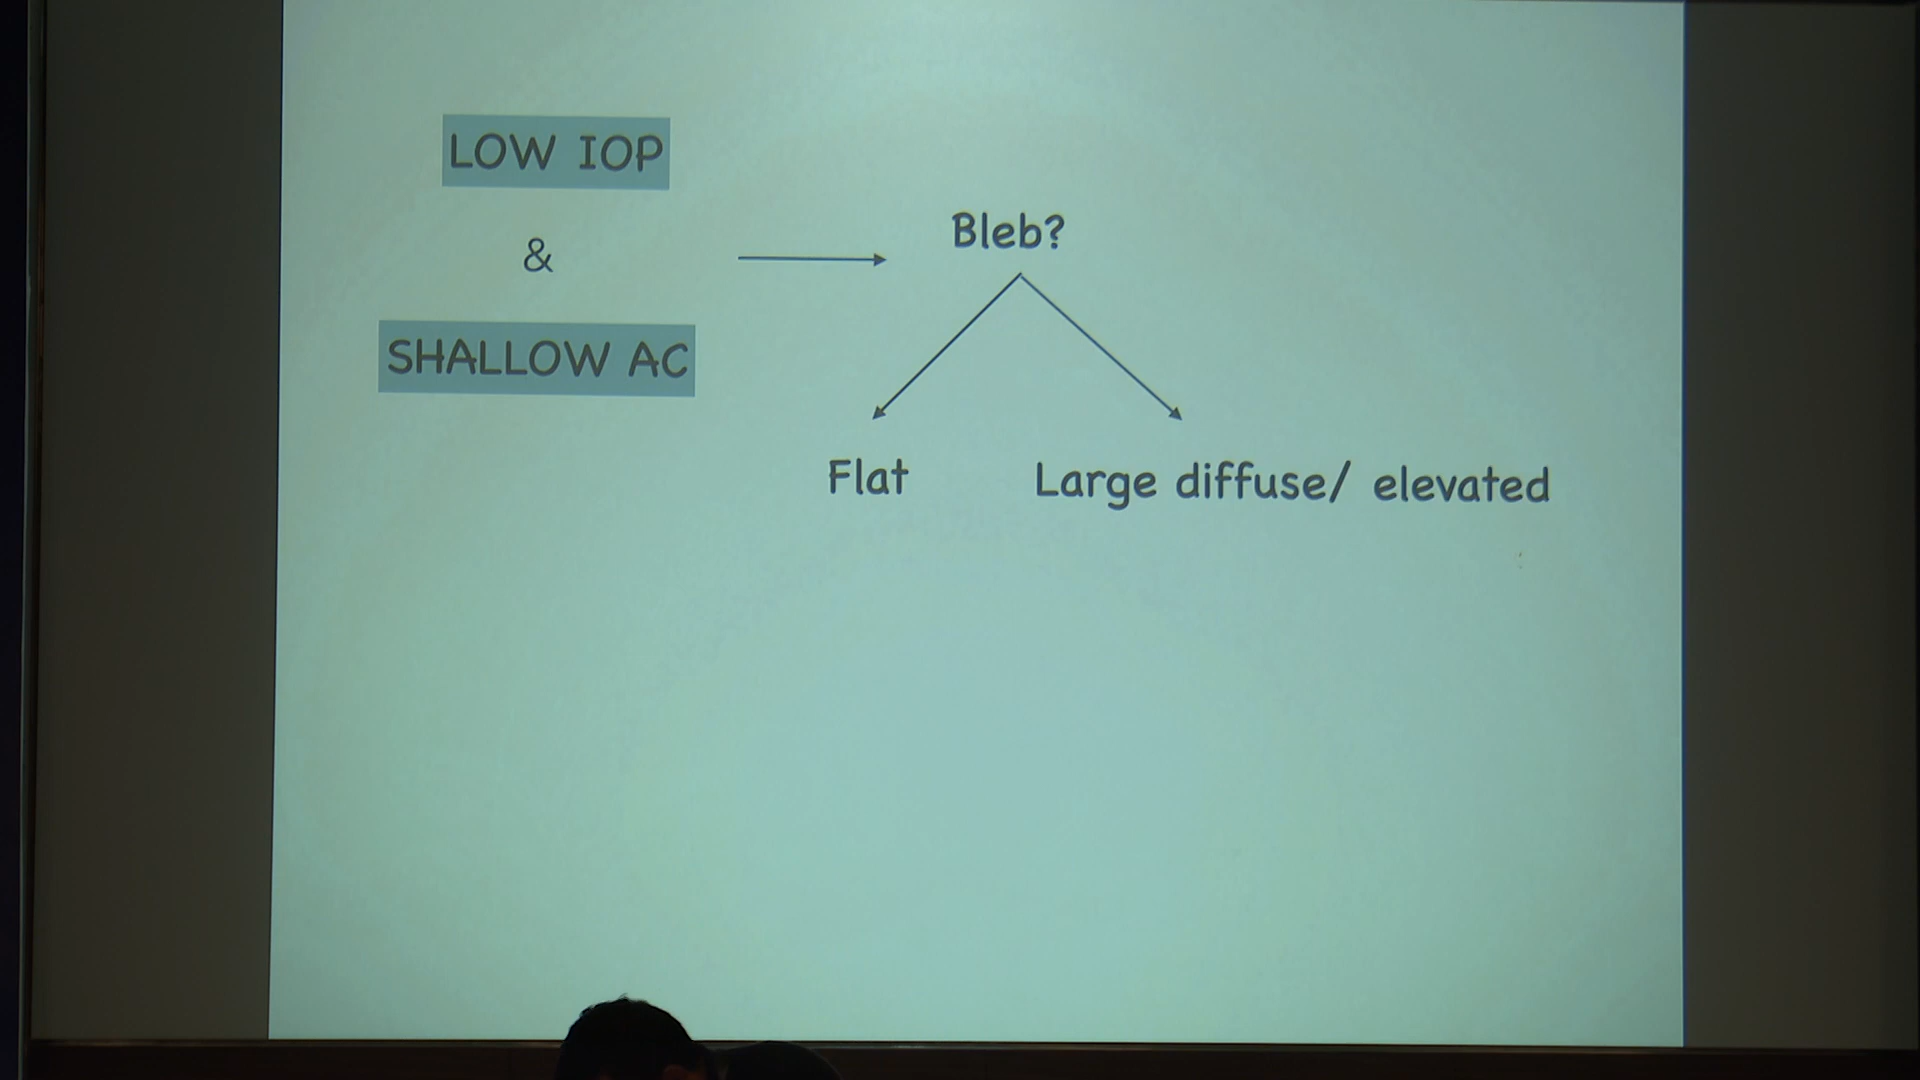 LOW IOP
&
SHALLOW AC
Bleb?
Flat
Large diffuse/ elevated